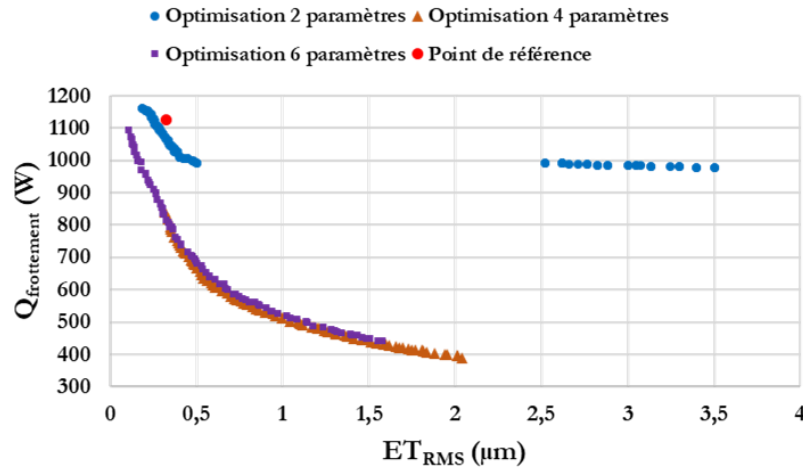 Optimisation 2 paramètres Optimisation 4 paramètres
Optimisation 6 paramètres Point de référence
1200
1100
1000
900
800
700
600
500
400
300
Qfrottement (W)
0 0,5 1 1,5 2 2,5 3 3,5 4
ETRMS (µm)